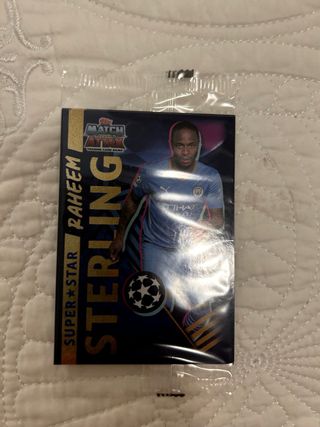 MATCH
ATTAX
SUPER★STAR
RAHEEM
STERLING